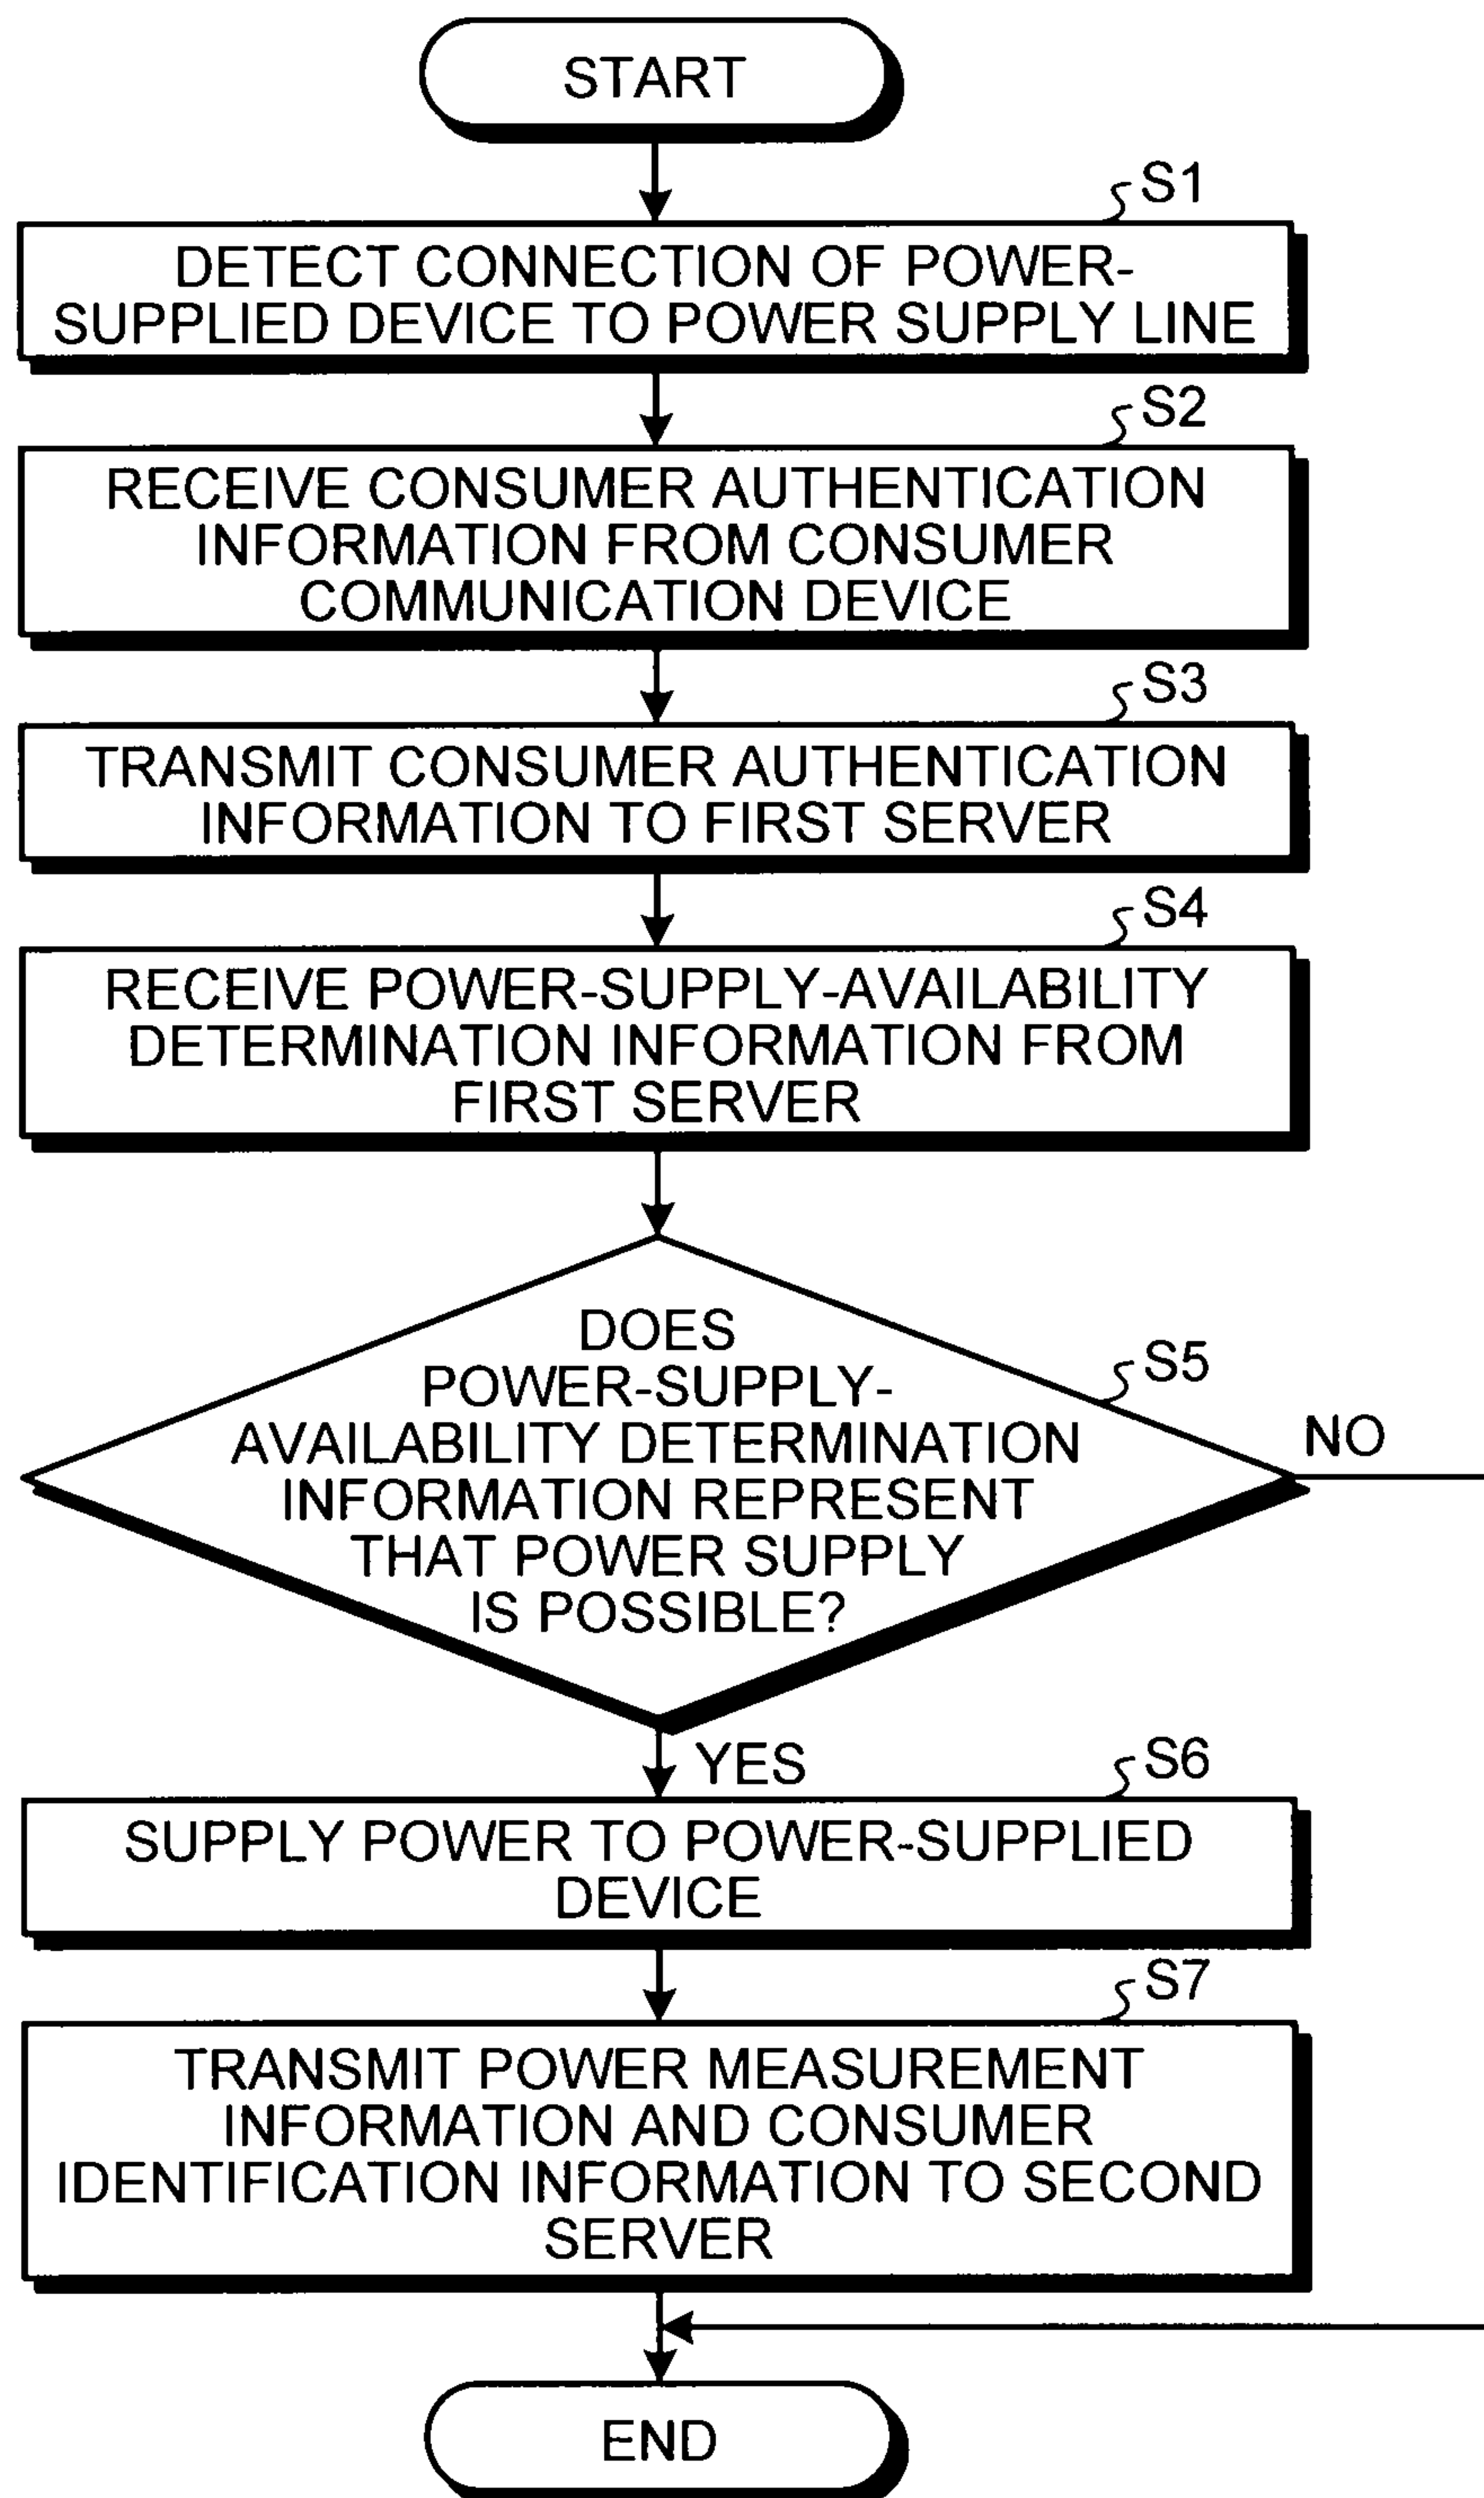 START
S1
DETECT CONNECTION OF POWER-
SUPPLIED DEVICE TO POWER SUPPLY LINE
S2
RECEIVE CONSUMER AUTHENTICATION
INFORMATION FROM CONSUMER
COMMUNICATION DEVICE
S3
TRANSMIT CONSUMER AUTHENTICATION
INFORMATION TO FIRST SERVER
S4
RECEIVE POWER-SUPPLY-AVAILABILITY
DETERMINATION INFORMATION FROM
FIRST SERVER
S5
DOES
POWER-SUPPLY-
AVAILABILITY DETERMINATION
INFORMATION REPRESENT
THAT POWER SUPPLY
IS POSSIBLE?
NO
YES
S6
SUPPLY POWER TO POWER-SUPPLIED
DEVICE
S7
TRANSMIT POWER MEASUREMENT
INFORMATION AND CONSUMER
IDENTIFICATION INFORMATION TO SECOND
SERVER
END